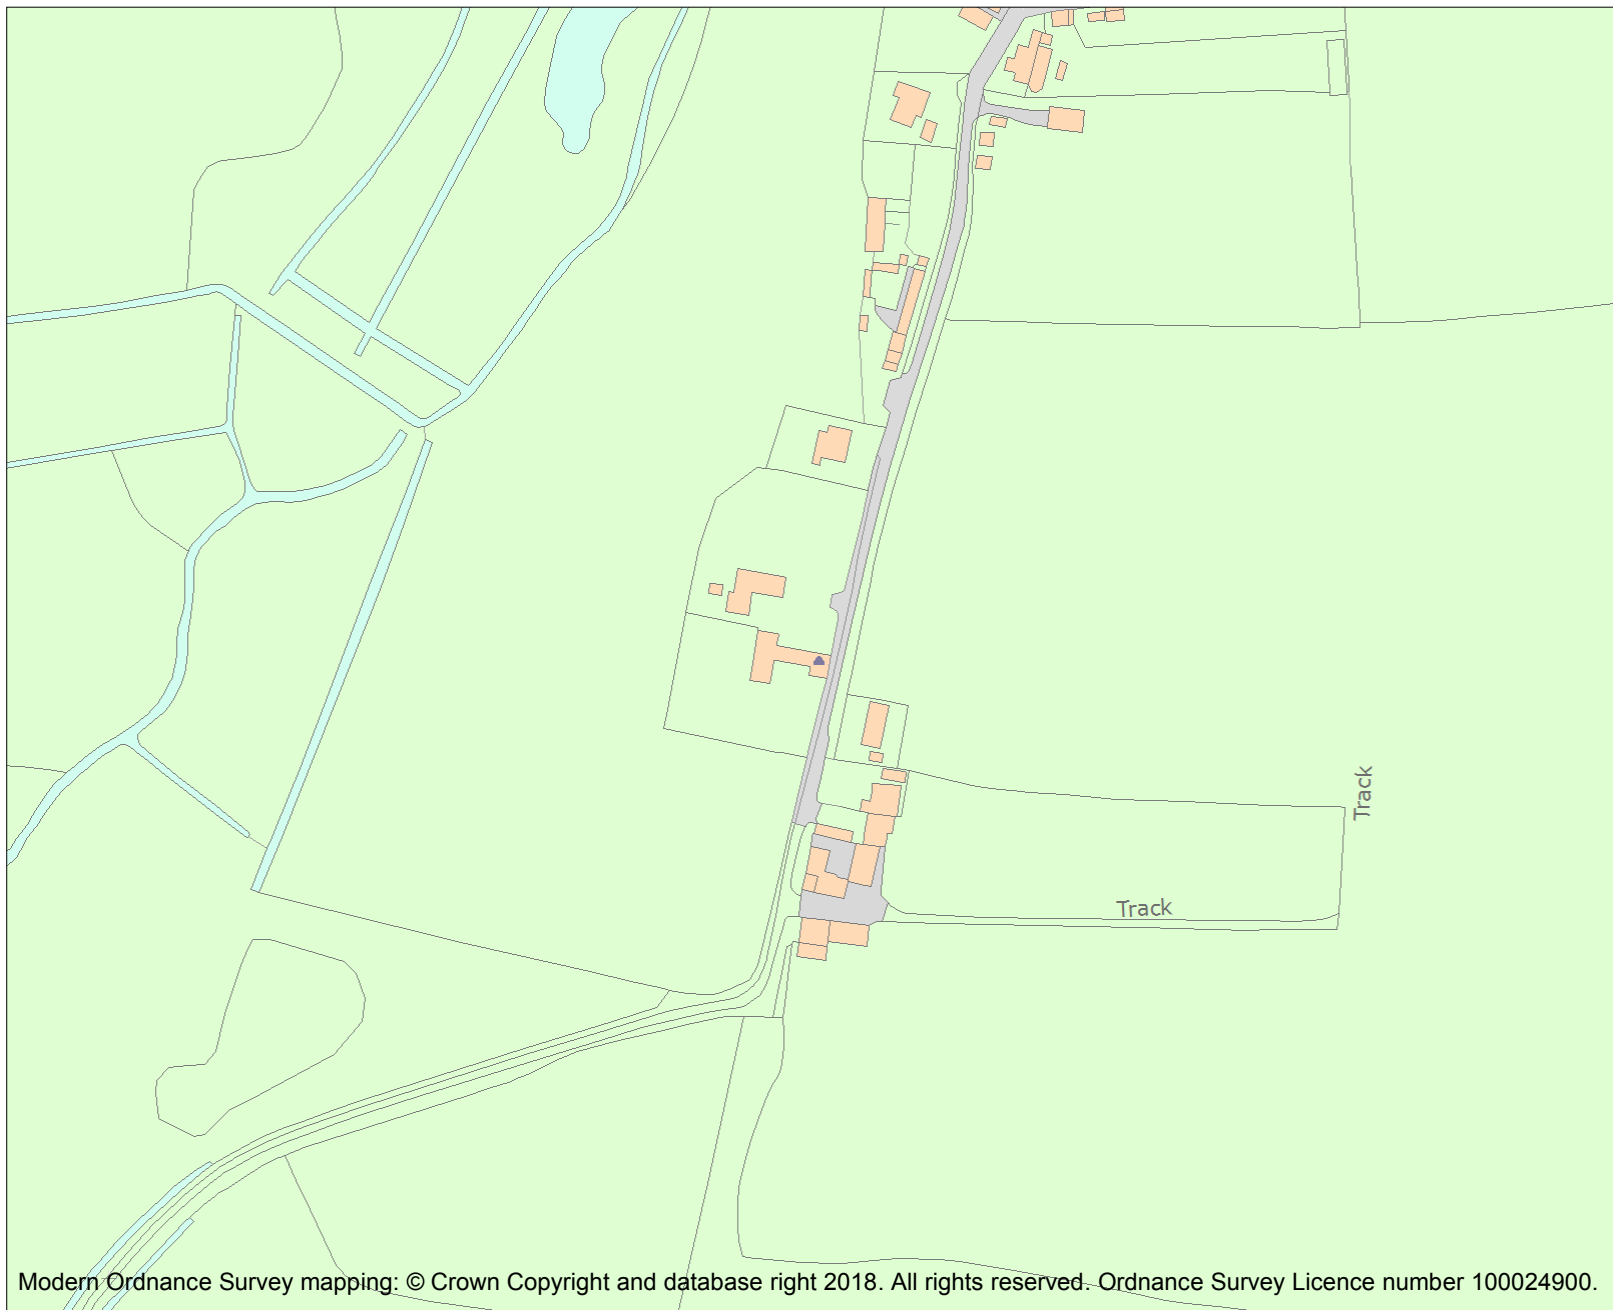 Track
Track
Modern Ordnance Survey mapping: © Crown Copyright and database right 2018. All rights reserved. Ordnance Survey Licence number 100024900.